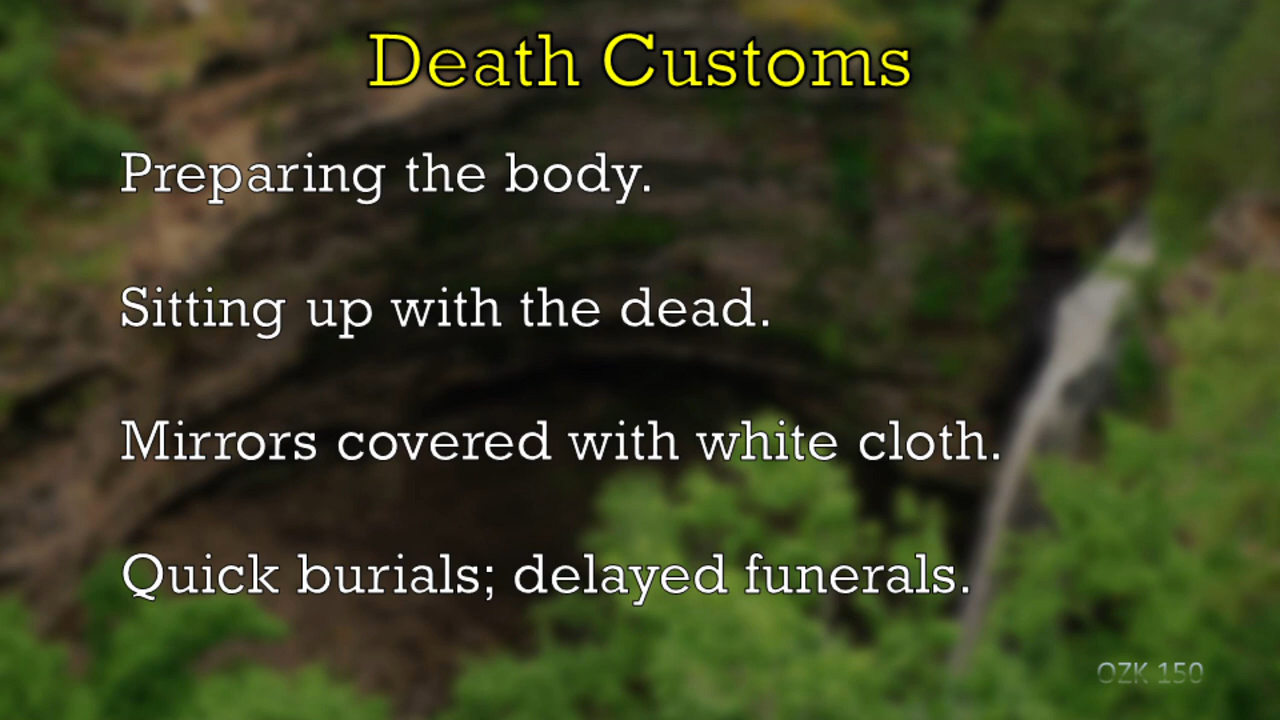 Death Customs
Preparing the body.
Sitting up with the dead.
Mirrors covered with white cloth.
Quick burials; delayed funerals.
OZK 150